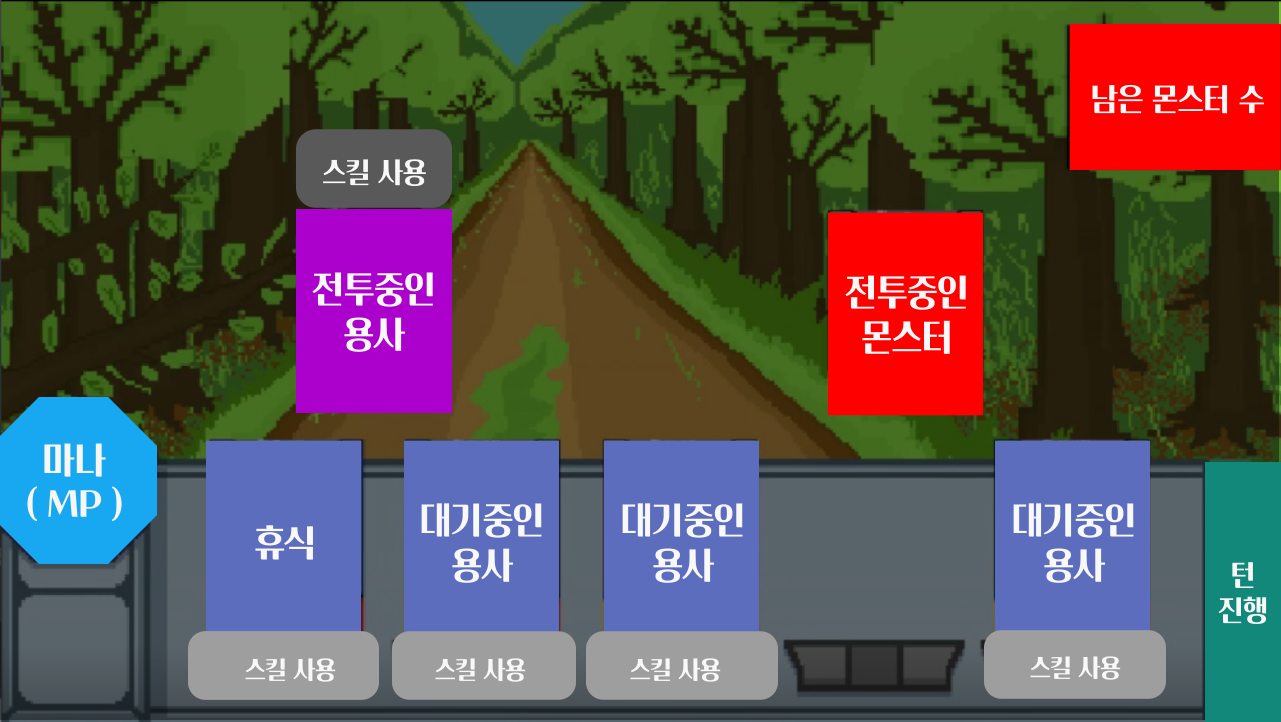 남은 몬스터 수
스킬 사용
전투중인
용사
전투중인
몬스터
마나
( MP )
휴식
대기중인
용사
대기중인
용사
대기중인
용사
턴
진행
스킬 사용
스킬 사용
스킬 사용
스킬 사용